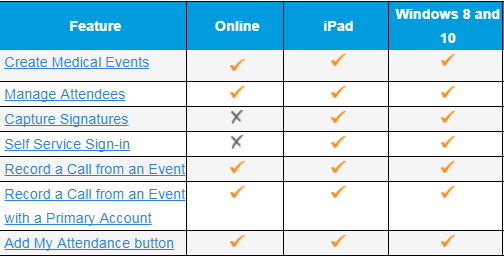 Feature Online iPad Windows 8 and
10
Create Medical Events
Manage Attendees
Capture Signatures
Self Service Sign-in
Record a Call from an Event
Record a Call from an Event
with a Primary Account
Add My Attendance button